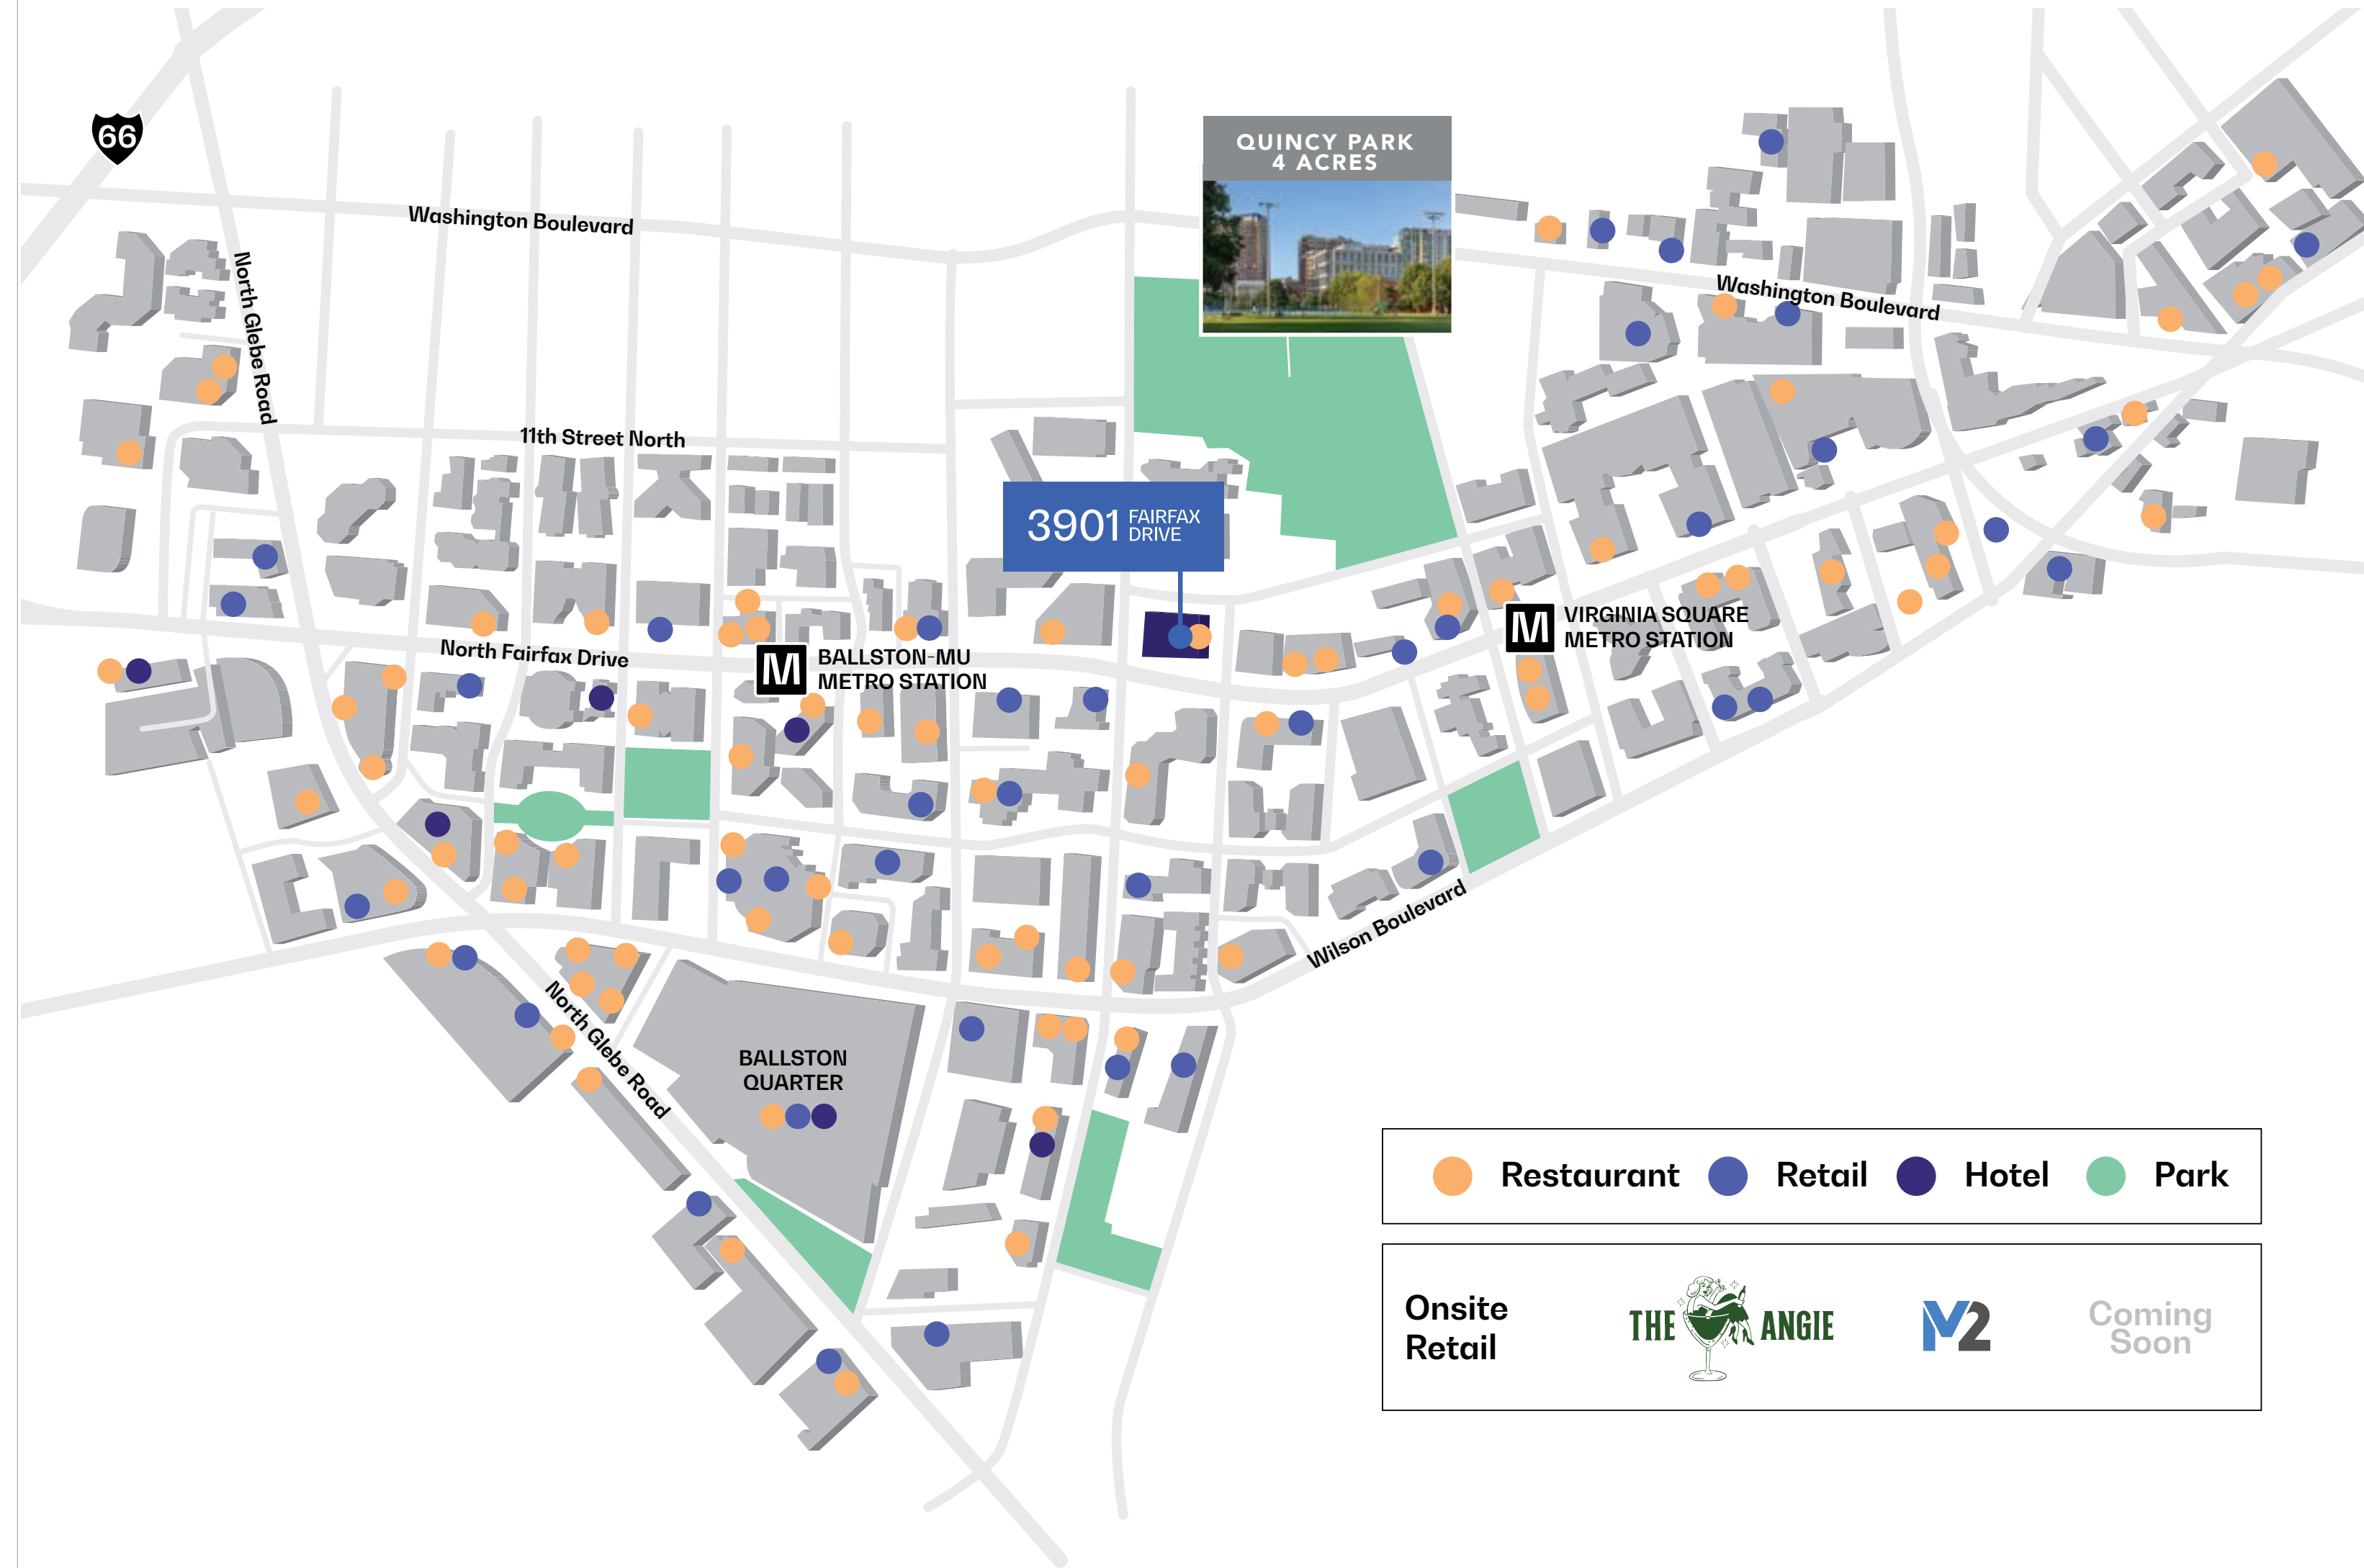 66
QUINCY PARK
4 ACRES
Washington Boulevard
Washington Boulevard
North Glebe Road
11th Street North
3901 FAIRFAX
DRIVE
VIRGINIA SQUARE
METRO STATION
M
North Fairfax Drive
M
BALLSTON-MU
METRO STATION
Wilson Boulevard
North Glebe Road
BALLSTON
QUARTER
Restaurant
Retail
Hotel
Park
Onsite
Retail
THE ANGIE
M2
Coming
Soon